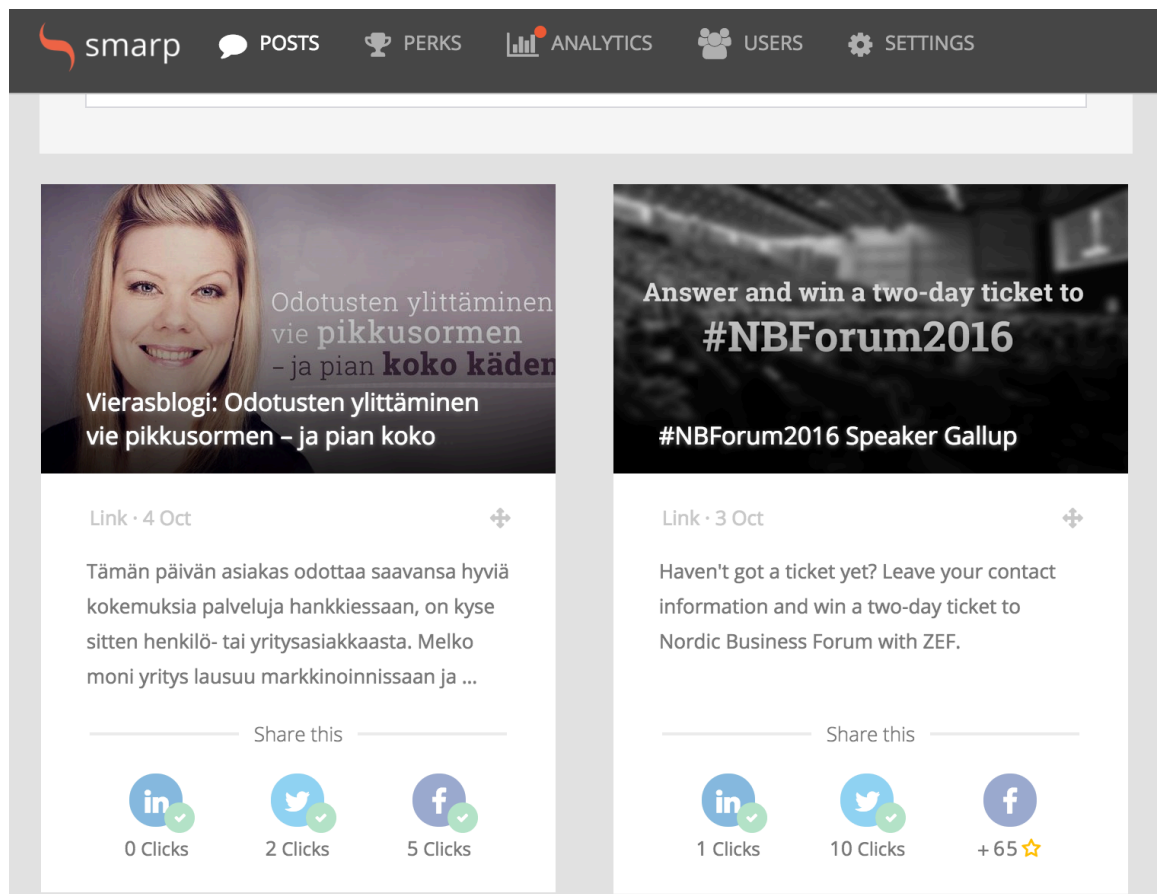 smarp
POSTS
PERKS
ANALYTICS
USERS
SETTINGS
Odotusten ylittäminen
vie pikkusormen
– ja pian koko käden
Vierasblogi: Odotusten ylittäminen
vie pikkusormen – ja pian koko
Link · 4 Oct
Tämän päivän asiakas odottaa saavansa hyviä
kokemuksia palveluja hankkiessaan, on kyse
sitten henkilö- tai yritysasiakkaasta. Melko
moni yritys lausuu markkinoinnissaan ja ...
Share this
in
f
0 Clicks
2 Clicks
5 Clicks
Answer and win a two-day ticket to
#NBForum2016
#NBForum2016 Speaker Gallup
Link · 3 Oct
Haven't got a ticket yet? Leave your contact
information and win a two-day ticket to
Nordic Business Forum with ZEF.
Share this
in
f
1 Clicks
10 Clicks
+ 65